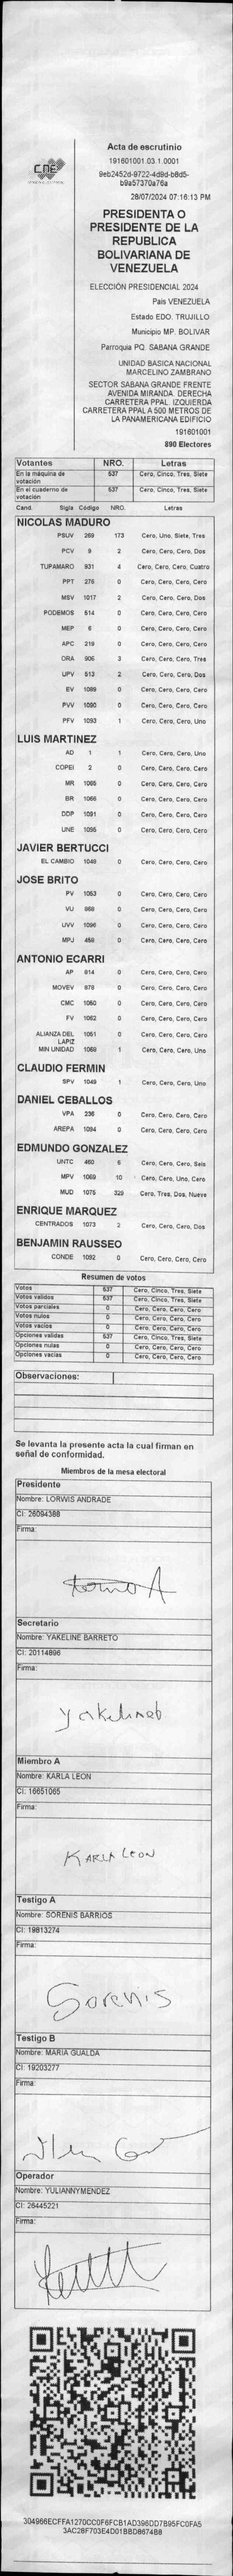 CNE
Acta de escrutinio
191601001.03.1.0001
9eb2452d-9722-4d9d-b8d5-
b9a57370a76a
28/07/2024 07:16:13 PM
PRESIDENTA O
PRESIDENTE DE LA
REPUBLICA
BOLIVARIANA DE
VENEZUELA
ELECCIÓN PRESIDENCIAL 2024
País VENEZUELA
Estado EDO. TRUJILLO
Municipio MP. BOLIVAR
Parroquia PQ. SABANA GRANDE
UNIDAD BASICA NACIONAL
MARCELINO ZAMBRANO
SECTOR SABANA GRANDE FRENTE
AVENIDA MIRANDA. DERECHA
CARRETERA PPAL. IZQUIERDA
CARRETERA PPAL A 500 METROS DE
LA PANAMERICANA EDIFICIO
191601001
890 Electores
Votantes NRO. Letras
En la máquina de votación 537 Cero, Cinco, Tres, Siete
En el cuaderno de votación 537 Cero, Cinco, Tres, Siete
Cand. Sigla Código NRO. Letras
NICOLAS MADURO
PSUV 269 173 Cero, Uno, Siete, Tres
PCV 9 2 Cero, Cero, Cero, Dos
TUPAMARO 931 4 Cero, Cero, Cero, Cuatro
PPT 276 0 Cero, Cero, Cero, Cero
MSV 1017 2 Cero, Cero, Cero, Dos
PODEMOS 514 0 Cero, Cero, Cero, Cero
MEP 6 0 Cero, Cero, Cero, Cero
APC 219 0 Cero, Cero, Cero, Cero
ORA 906 3 Cero, Cero, Cero, Tres
UPV 513 2 Cero, Cero, Cero, Dos
EV 1089 0 Cero, Cero, Cero, Cero
PVV 1090 0 Cero, Cero, Cero, Cero
PFV 1093 1 Cero, Cero, Cero, Uno
LUIS MARTINEZ
AD 1 1 Cero, Cero, Cero, Uno
COPEI 2 0 Cero, Cero, Cero, Cero
MR 1065 0 Cero, Cero, Cero, Cero
BR 1066 0 Cero, Cero, Cero, Cero
DDP 1091 0 Cero, Cero, Cero, Cero
UNE 1095 0 Cero, Cero, Cero, Cero
JAVIER BERTUCCI
EL CAMBIO 1048 0 Cero, Cero, Cero, Cero
JOSE BRITO
PV 1053 0 Cero, Cero, Cero, Cero
VU 868 0 Cero, Cero, Cero, Cero
UVV 1096 0 Cero, Cero, Cero, Cero
MPJ 458 0 Cero, Cero, Cero, Cero
ANTONIO ECARRI
AP 814 0 Cero, Cero, Cero, Cero
MOVEV 878 0 Cero, Cero, Cero, Cero
CMC 1060 0 Cero, Cero, Cero, Cero
FV 1062 0 Cero, Cero, Cero, Cero
ALIANZA DEL LAPIZ 1061 0 Cero, Cero, Cero, Cero
MIN UNIDAD 1068 1 Cero, Cero, Cero, Uno
CLAUDIO FERMIN
SPV 1049 1 Cero, Cero, Cero, Uno
DANIEL CEBALLOS
VPA 236 0 Cero, Cero, Cero, Cero
AREPA 1094 0 Cero, Cero, Cero, Cero
EDMUNDO GONZALEZ
UNTC 460 6 Cero, Cero, Cero, Seis
MPV 1069 10 Cero, Cero, Uno, Cero
MUD 1075 329 Cero, Tres, Dos, Nueve
ENRIQUE MARQUEZ
CENTRADOS 1073 2 Cero, Cero, Cero, Dos
BENJAMIN RAUSSEO
CONDE 1092 0 Cero, Cero, Cero, Cero
Resumen de votos
Votos 537 Cero, Cinco, Tres, Siete
Votos validos 537 Cero, Cinco, Tres, Siete
Votos parciales 0 Cero, Cero, Cero, Cero
Votos nulos 0 Cero, Cero, Cero, Cero
Votos vacíos 0 Cero, Cero, Cero, Cero
Opciones validas 537 Cero, Cinco, Tres, Siete
Opciones nulas 0 Cero, Cero, Cero, Cero
Opciones vacias 0 Cero, Cero, Cero, Cero
Observaciones:
Se levanta la presente acta la cual firman en
señal de conformidad.
Miembros de la mesa electoral
Presidente
Nombre: LORWIS ANDRADE
CI: 26094388
Firma:
Secretario
Nombre: YAKELINE BARRETO
CI: 20114896
Firma:
Yakelineb
Miembro A
Nombre: KARLA LEON
CI: 16651065
Firma:
KARLA LEON
Testigo A
Nombre: SORENIS BARRIOS
CI: 19813274
Firma:
Sorenis
Testigo B
Nombre: MARIA GUALDA
CI: 19203277
Firma:
Operador
Nombre: YULIANNYMENDEZ
CI: 26445221
Firma:
304966ECFFA1270CC0F6FCB1AD396DD7B95FC0FA5
3AC28F703E4D01BBD8674B8